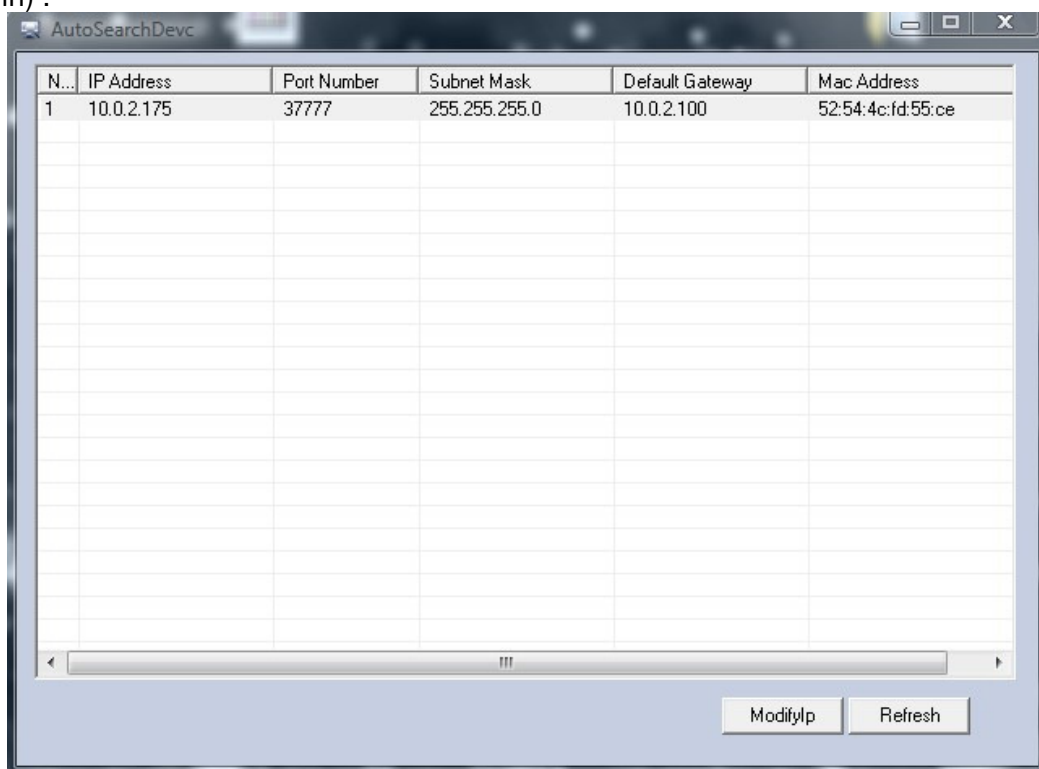 in) :
AutoSearchDevc
N... IP Address Port Number Subnet Mask Default Gateway Mac Address
1 10.0.2.175 37777 255.255.255.0 10.0.2.100 52:54:4c:fd:55:ce
ModifyIp Refresh